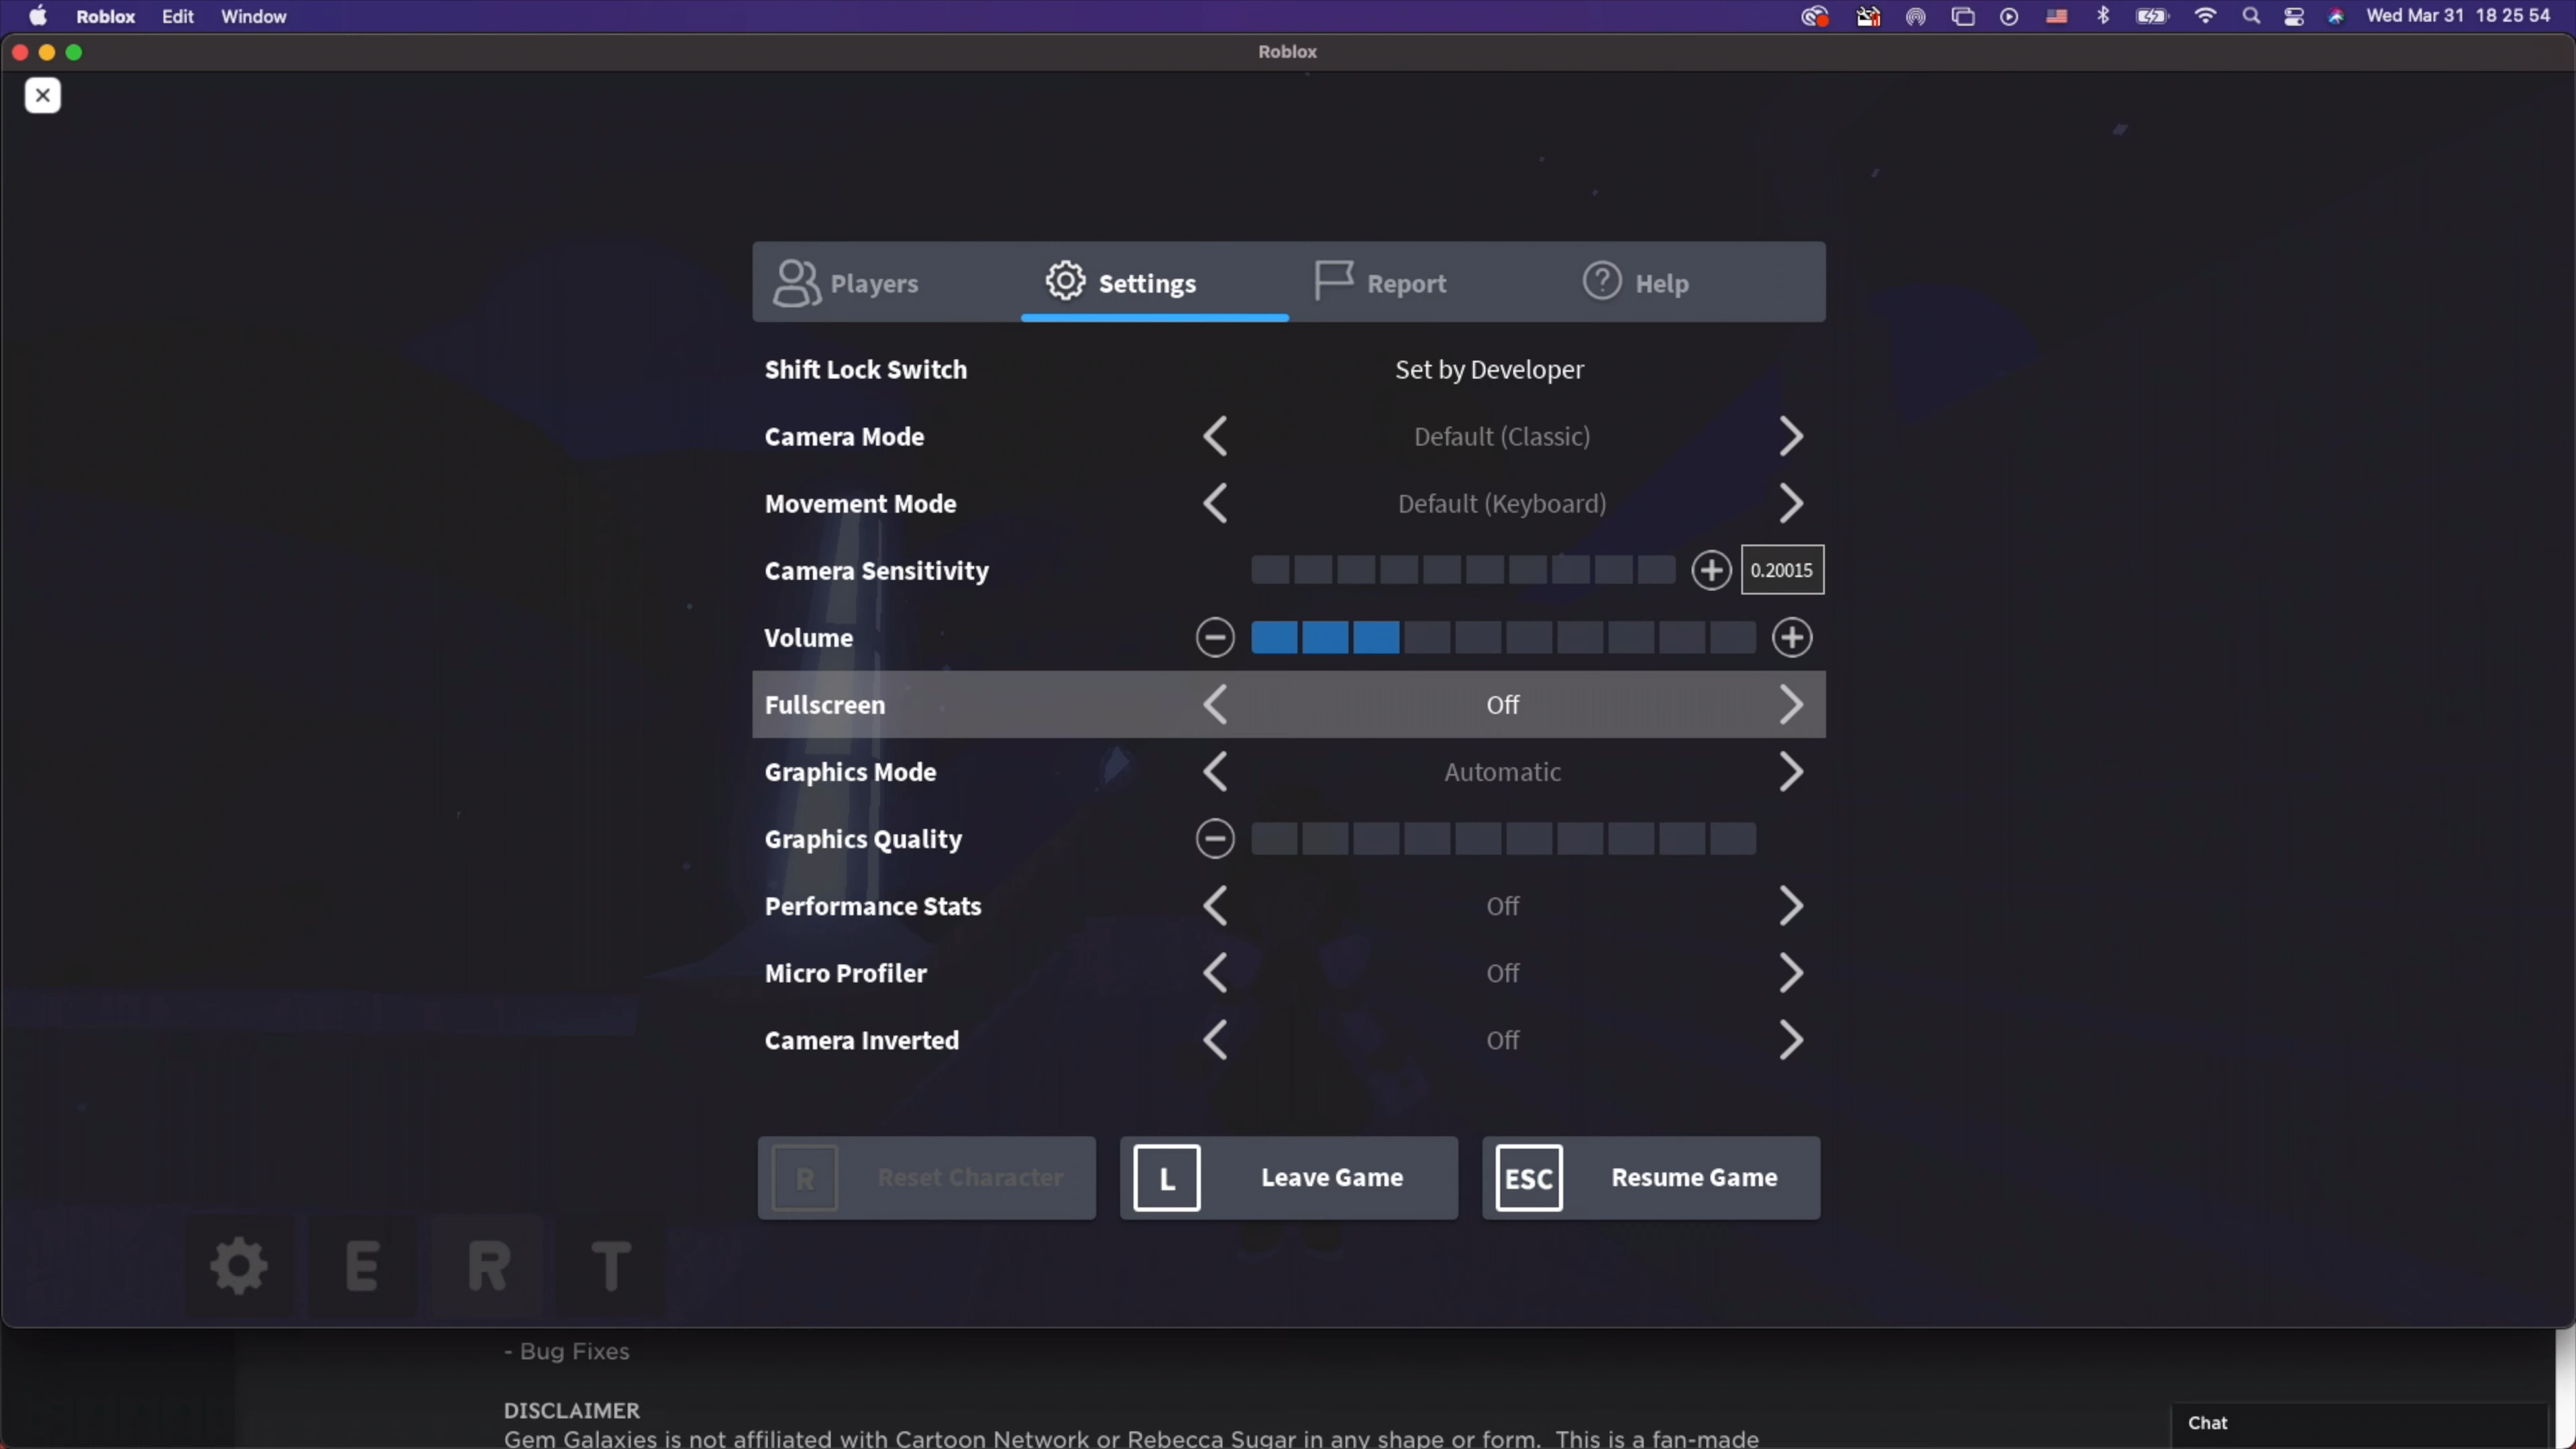 Roblox Edit Window Wed Mar 31 18 25 54
Roblox
Players Settings Report Help
Shift Lock Switch Set by Developer
Camera Mode Default (Classic)
Movement Mode Default (Keyboard)
Camera Sensitivity 0.20015
Volume
Fullscreen Off
Graphics Mode Automatic
Graphics Quality
Performance Stats Off
Micro Profiler Off
Camera Inverted Off
R Reset Character L Leave Game ESC Resume Game
E R T
- Bug Fixes
DISCLAIMER
Gem Galaxies is not affiliated with Cartoon Network or Rebecca Sugar in any shape or form. This is a fan-made
Chat